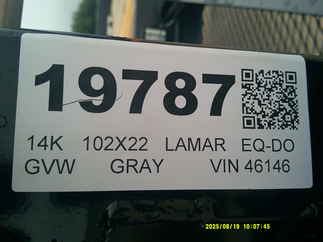 19787
14K 102X22 LAMAR EQ-DO
GVW GRAY VIN 46146
2025/08/19 10:07:45